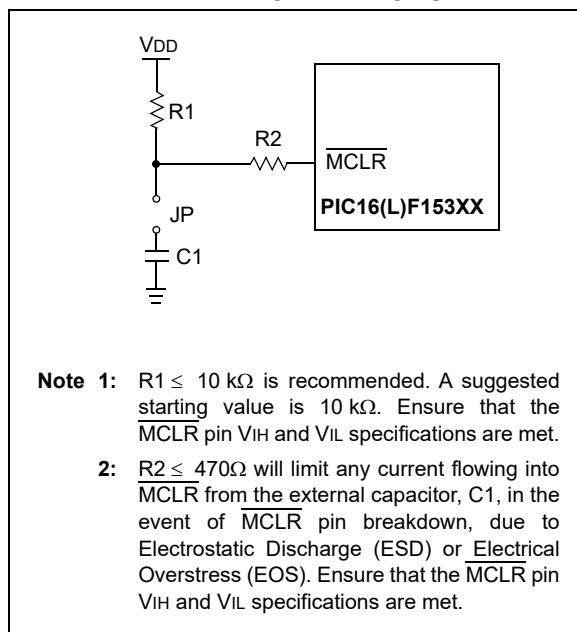 VDD
R1
R2
MCLR
PIC16(L)F153XX
JP
C1
Note 1: R1 ≤ 10 kΩ is recommended. A suggested
starting value is 10 kΩ. Ensure that the
MCLR pin VIH and VIL specifications are met.
2: R2 ≤ 470Ω will limit any current flowing into
MCLR from the external capacitor, C1, in the
event of MCLR pin breakdown, due to
Electrostatic Discharge (ESD) or Electrical
Overstress (EOS). Ensure that the MCLR pin
VIH and VIL specifications are met.